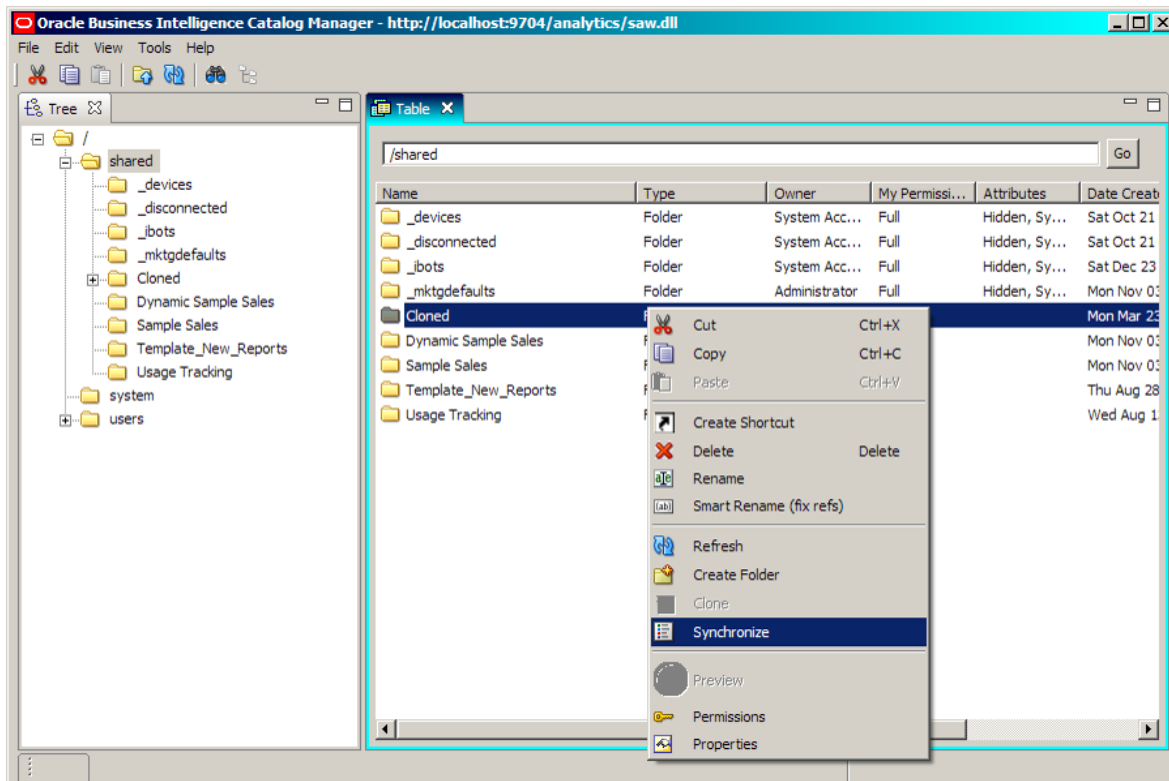 Oracle Business Intelligence Catalog Manager - http://localhost:9704/analytics/saw.dll
File Edit View Tools Help
Tree
/
shared
_devices
_disconnected
_ibots
_mktgdefaults
Cloned
Dynamic Sample Sales
Sample Sales
Template_New_Reports
Usage Tracking
system
users
Table
/shared Go
Name Type Owner My Permissi... Attributes Date Create
_devices Folder System Acc... Full Hidden, Sy... Sat Oct 21
_disconnected Folder System Acc... Full Hidden, Sy... Sat Oct 21
_ibots Folder System Acc... Full Hidden, Sy... Sat Dec 23
_mktgdefaults Folder Administrator Full Hidden, Sy... Mon Nov 03
Cloned Mon Mar 23
Dynamic Sample Sales Mon Nov 03
Sample Sales Mon Nov 03
Template_New_Reports Thu Aug 28
Usage Tracking Wed Aug 1
Cut Ctrl+X
Copy Ctrl+C
Paste Ctrl+V
Create Shortcut
Delete Delete
Rename
Smart Rename (fix refs)
Refresh
Create Folder
Clone
Synchronize
Preview
Permissions
Properties